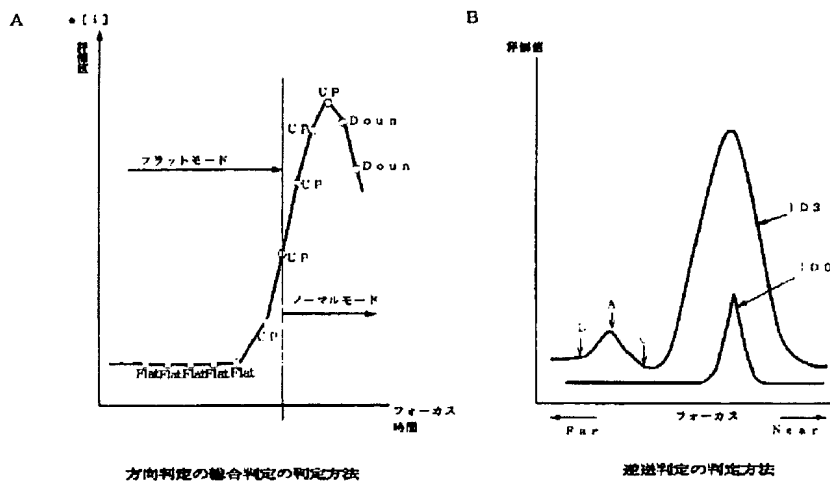 A
e[i]
評価値
UP
UP
Doun
Doun
フラットモード
UP
UP
ノーマルモード
UP
Flat Flat Flat Flat Flat
フォーカス
時間
方向判定の総合判定の判定方法
B
評価値
ID3
ID0
A
フォーカス
Far
Near
逆送判定の判定方法